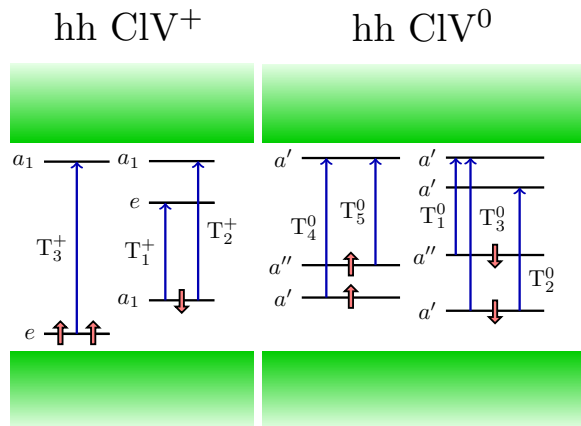 hh ClV⁺ hh ClV⁰
a₁ a₁ a′ a′
e a′
T₃⁺ T₁⁺ T₂⁺ T₄⁰ T₅⁰ T₁⁰ T₃⁰
a″ a″
a₁ a′ T₂⁰
e a′